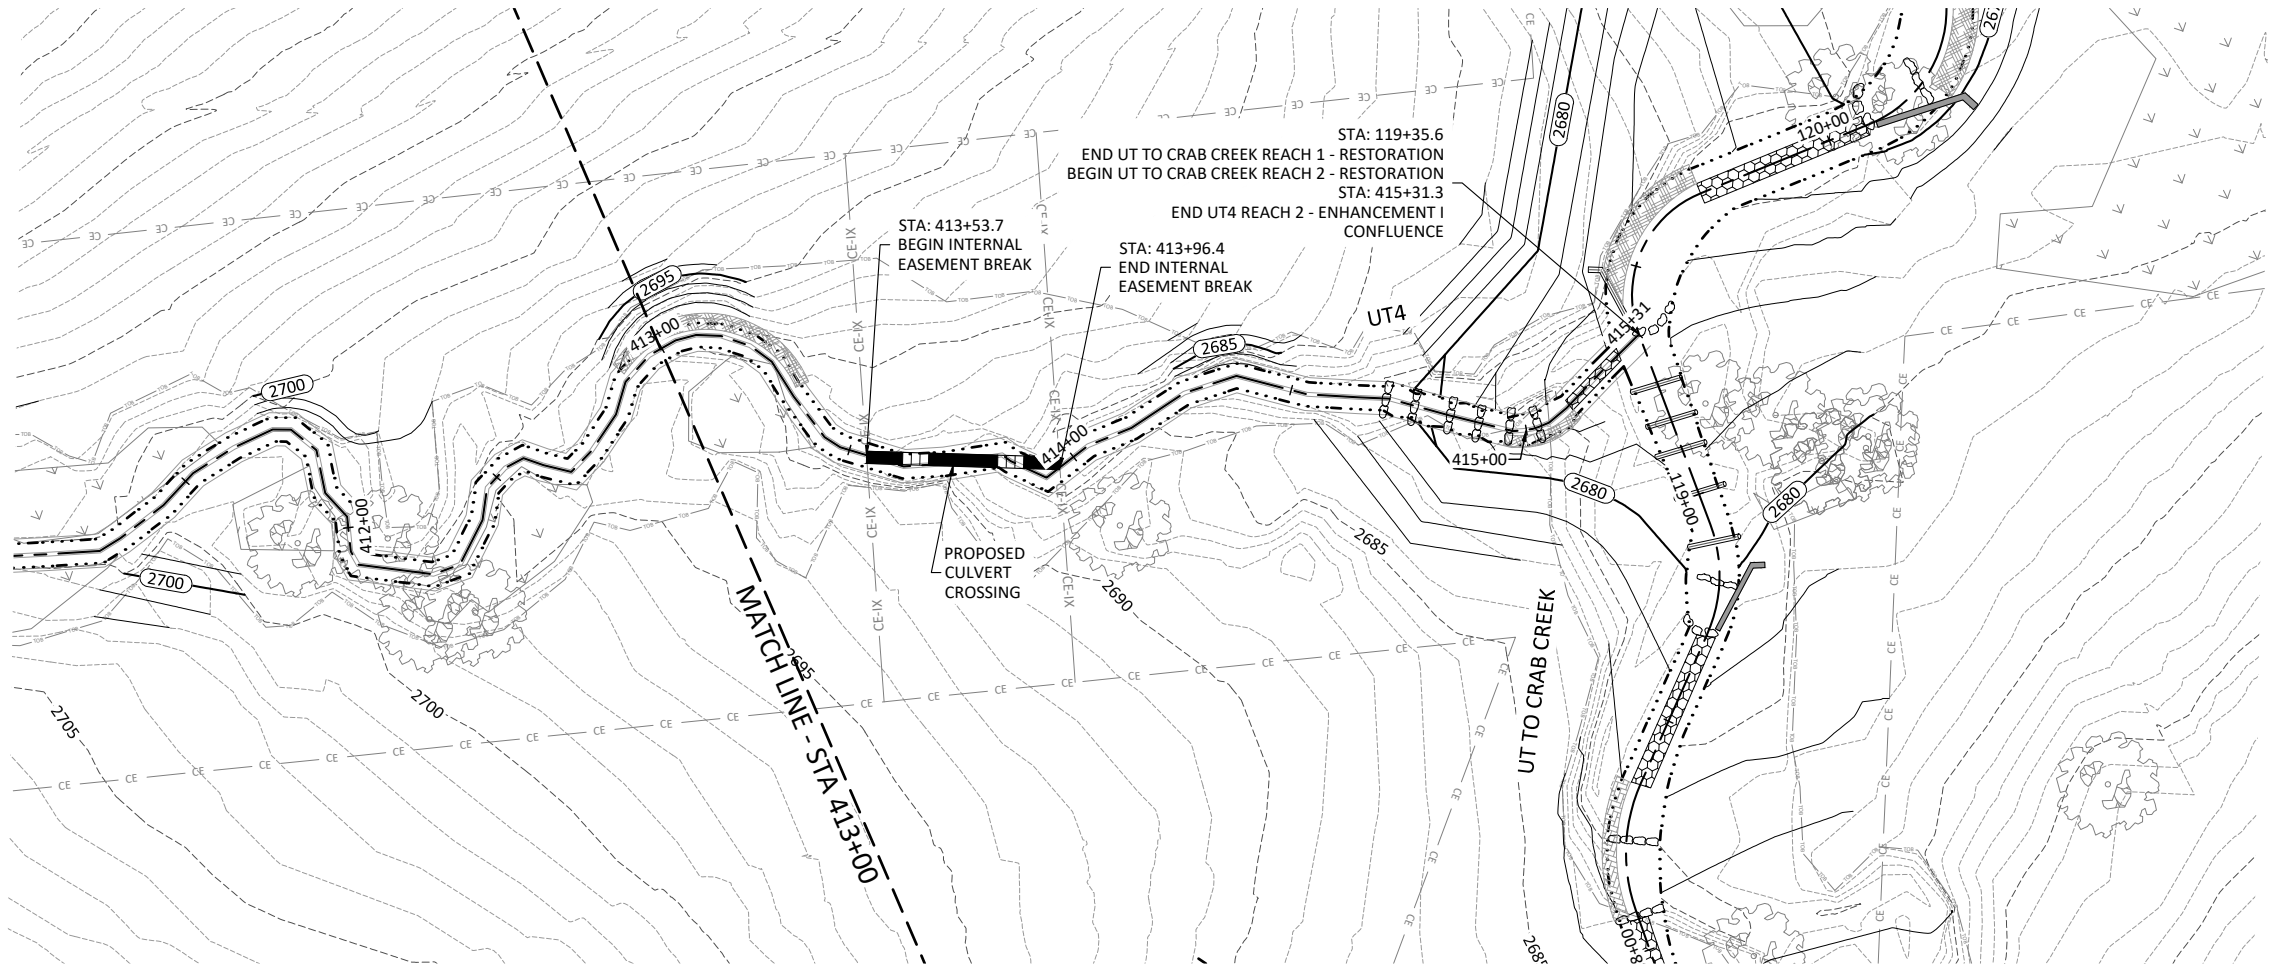 STA: 119+35.6
END UT TO CRAB CREEK REACH 1 - RESTORATION
BEGIN UT TO CRAB CREEK REACH 2 - RESTORATION
STA: 415+31.3
END UT4 REACH 2 - ENHANCEMENT I
CONFLUENCE
STA: 413+53.7
BEGIN INTERNAL
EASEMENT BREAK
STA: 413+96.4
END INTERNAL
EASEMENT BREAK
PROPOSED
CULVERT
CROSSING
MATCH LINE - STA 413+00
UT4
UT TO CRAB CREEK
2680
120+00
2695
413+00
2685
415+31
2700
412+00
414+00
415+00
2680
119+00
2680
2700
2685
2690
2695
2700
2705
CE
CE-IX
TOB